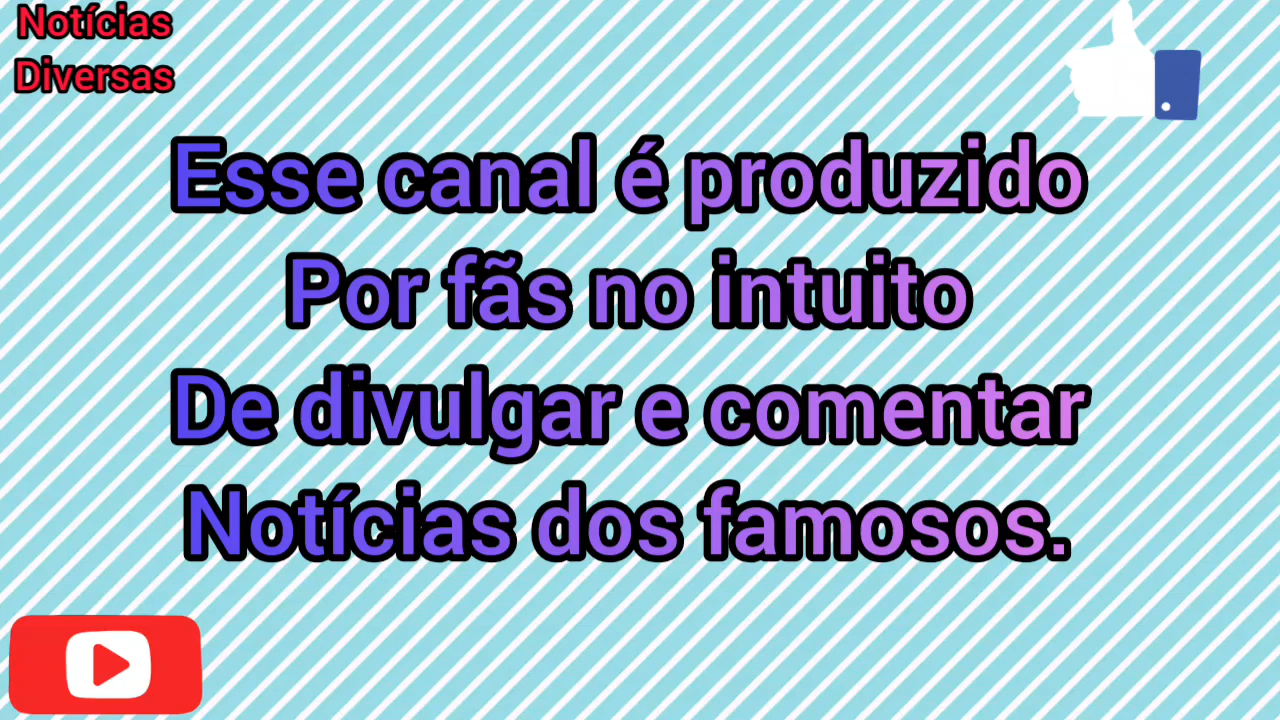 Notícias
Diversas
Esse canal é produzido
Por fãs no intuito
De divulgar e comentar
Notícias dos famosos.